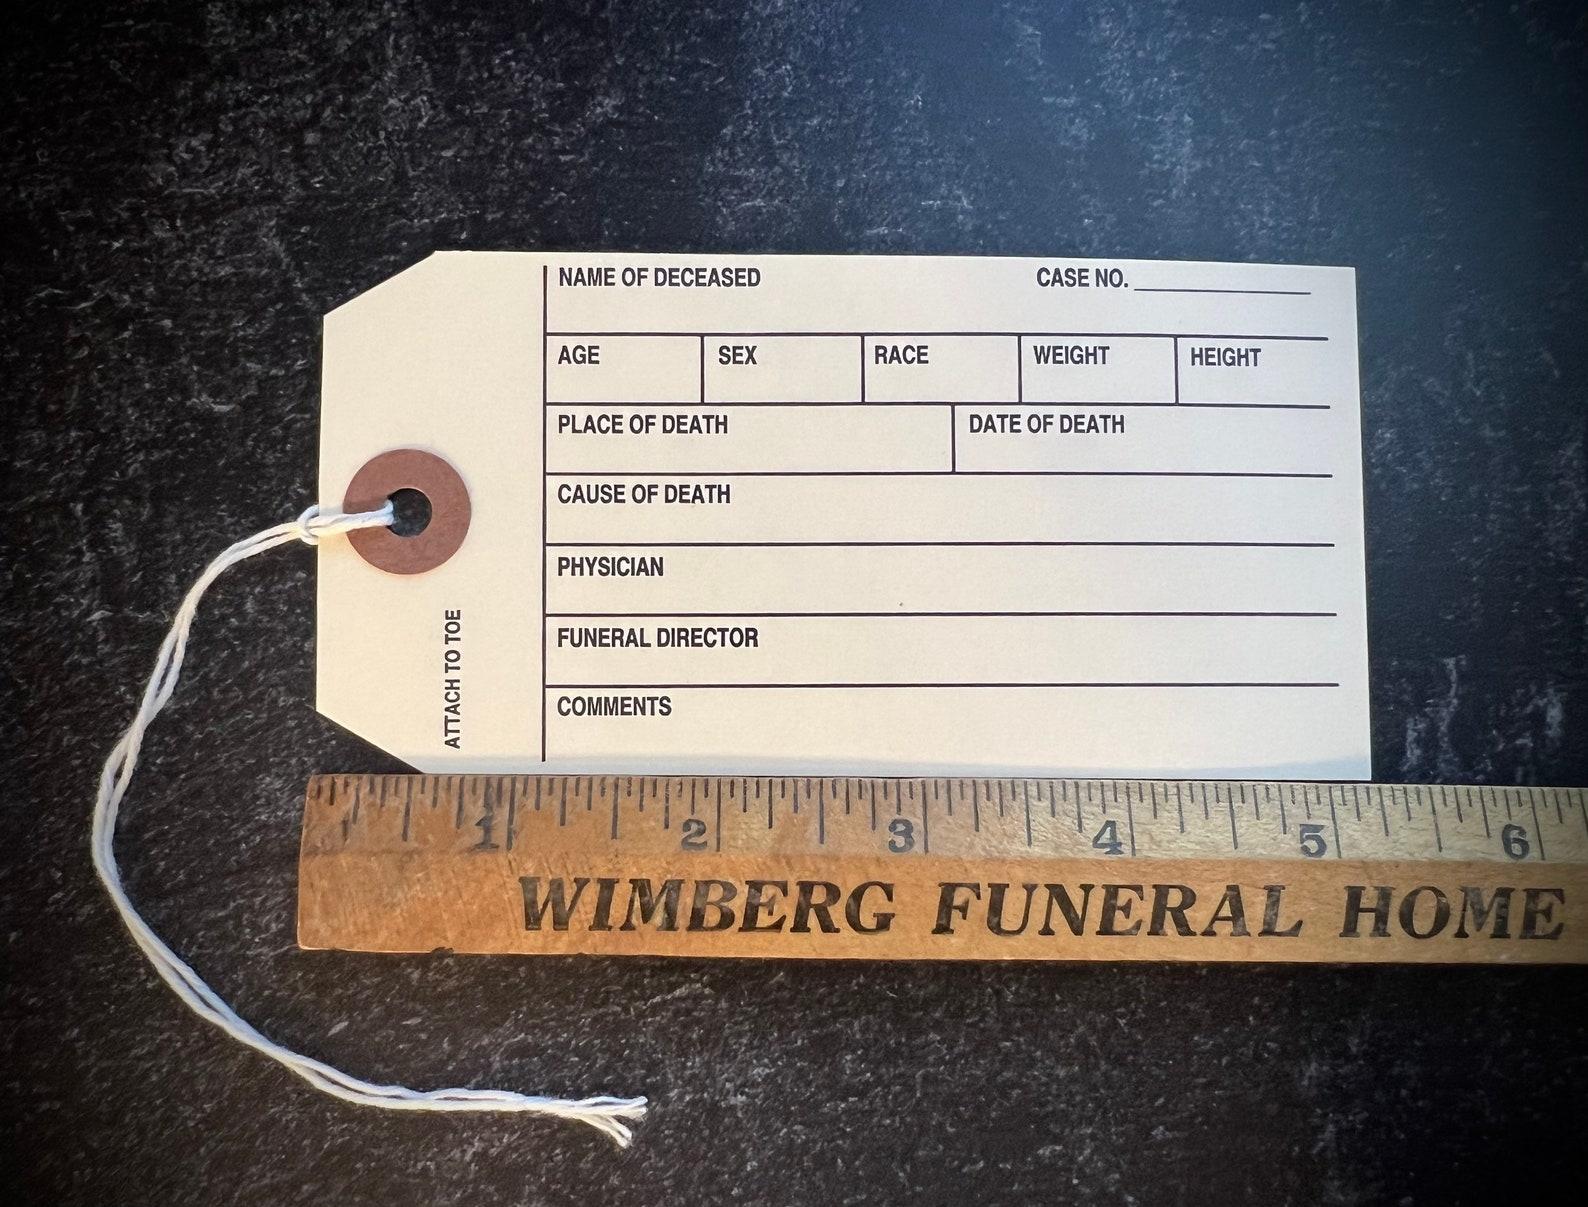 NAME OF DECEASED CASE NO.
AGE SEX RACE WEIGHT HEIGHT
PLACE OF DEATH DATE OF DEATH
CAUSE OF DEATH
PHYSICIAN
FUNERAL DIRECTOR
COMMENTS
ATTACH TO TOE
1 2 3 4 5 6
WIMBERG FUNERAL HOME